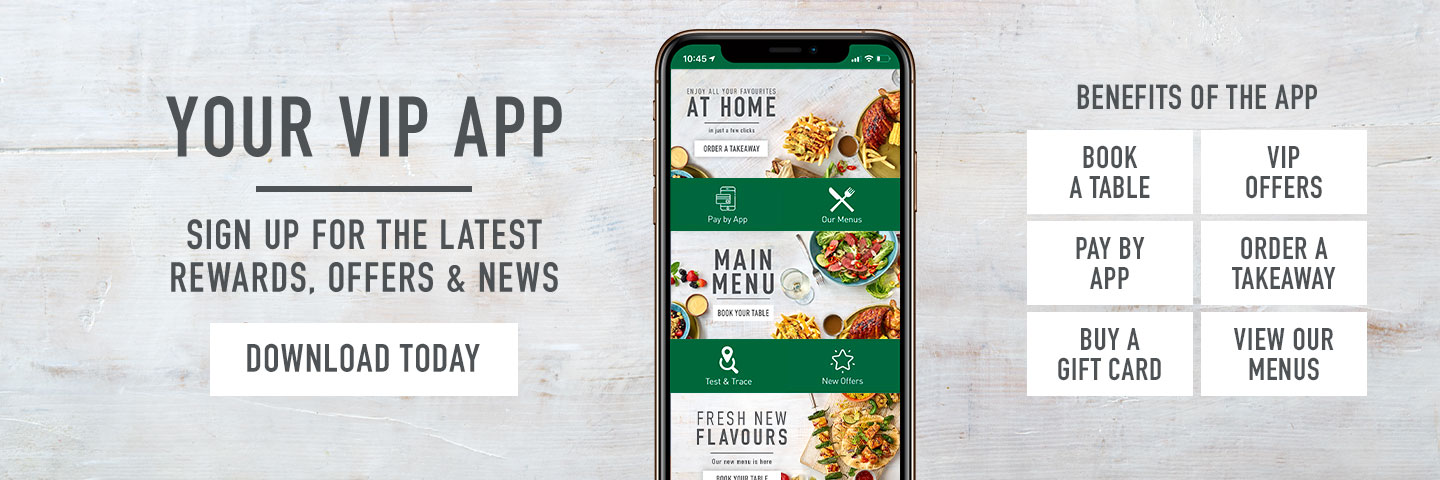 YOUR VIP APP
SIGN UP FOR THE LATEST
REWARDS, OFFERS & NEWS
DOWNLOAD TODAY
10:45
ENJOY ALL YOUR FAVOURITES
AT HOME
in just a few clicks
ORDER A TAKEAWAY
Pay by App
Our Menus
MAIN
MENU
BOOK YOUR TABLE
Test & Trace
New Offers
FRESH NEW
FLAVOURS
Our new menu is here
BOOK YOUR TABLE
BENEFITS OF THE APP
BOOK
A TABLE
VIP
OFFERS
PAY BY
APP
ORDER A
TAKEAWAY
BUY A
GIFT CARD
VIEW OUR
MENUS